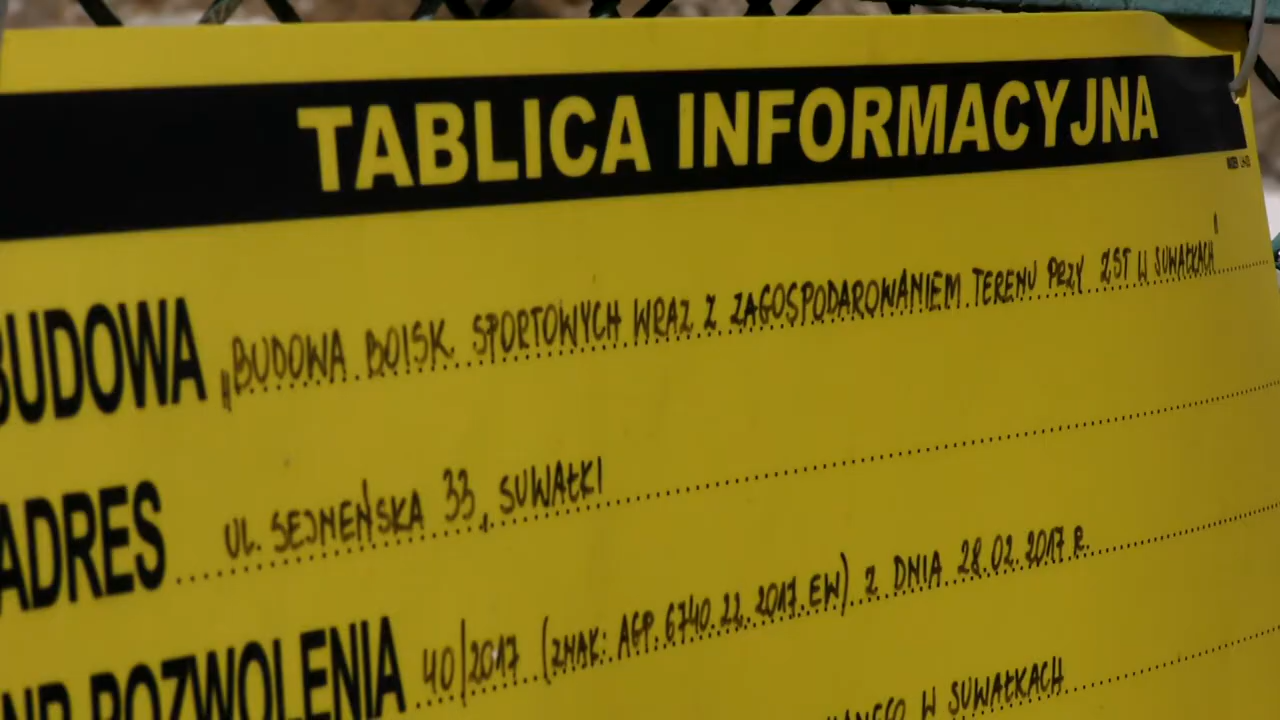 TABLICA INFORMACYJNA
BUDOWA „BUDOWA BOISK SPORTOWYCH WRAZ Z ZAGOSPODAROWANIEM TERENU PRZY ZST W SUWAŁKACH"
ADRES UL. SEJNEŃSKA 33, SUWAŁKI
NR POZWOLENIA 40/2017 (ZNAK: AGP.6740.22.2017.EW) Z DNIA 28.02.2017 R.
W SUWAŁKACH